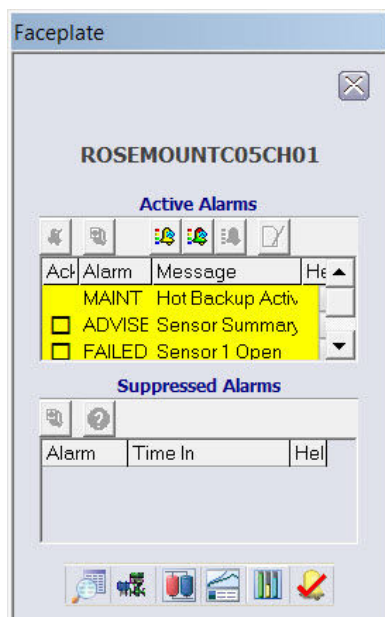 Faceplate
ROSEMOUNTC05CH01
Active Alarms
Ack Alarm Message He
MAINT Hot Backup Activ
ADVISE Sensor Summary
FAILED Sensor 1 Open
Suppressed Alarms
Alarm Time In Hel